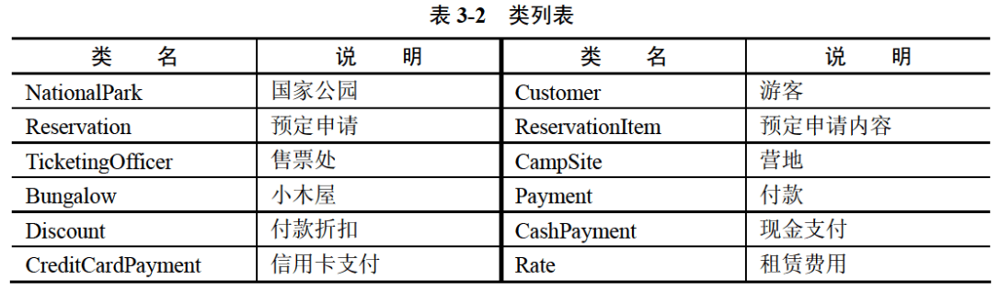 表 3-2 类列表
类 名 说 明 类 名 说 明
NationalPark 国家公园 Customer 游客
Reservation 预定申请 ReservationItem 预定申请内容
TicketingOfficer 售票处 CampSite 营地
Bungalow 小木屋 Payment 付款
Discount 付款折扣 CashPayment 现金支付
CreditCardPayment 信用卡支付 Rate 租赁费用